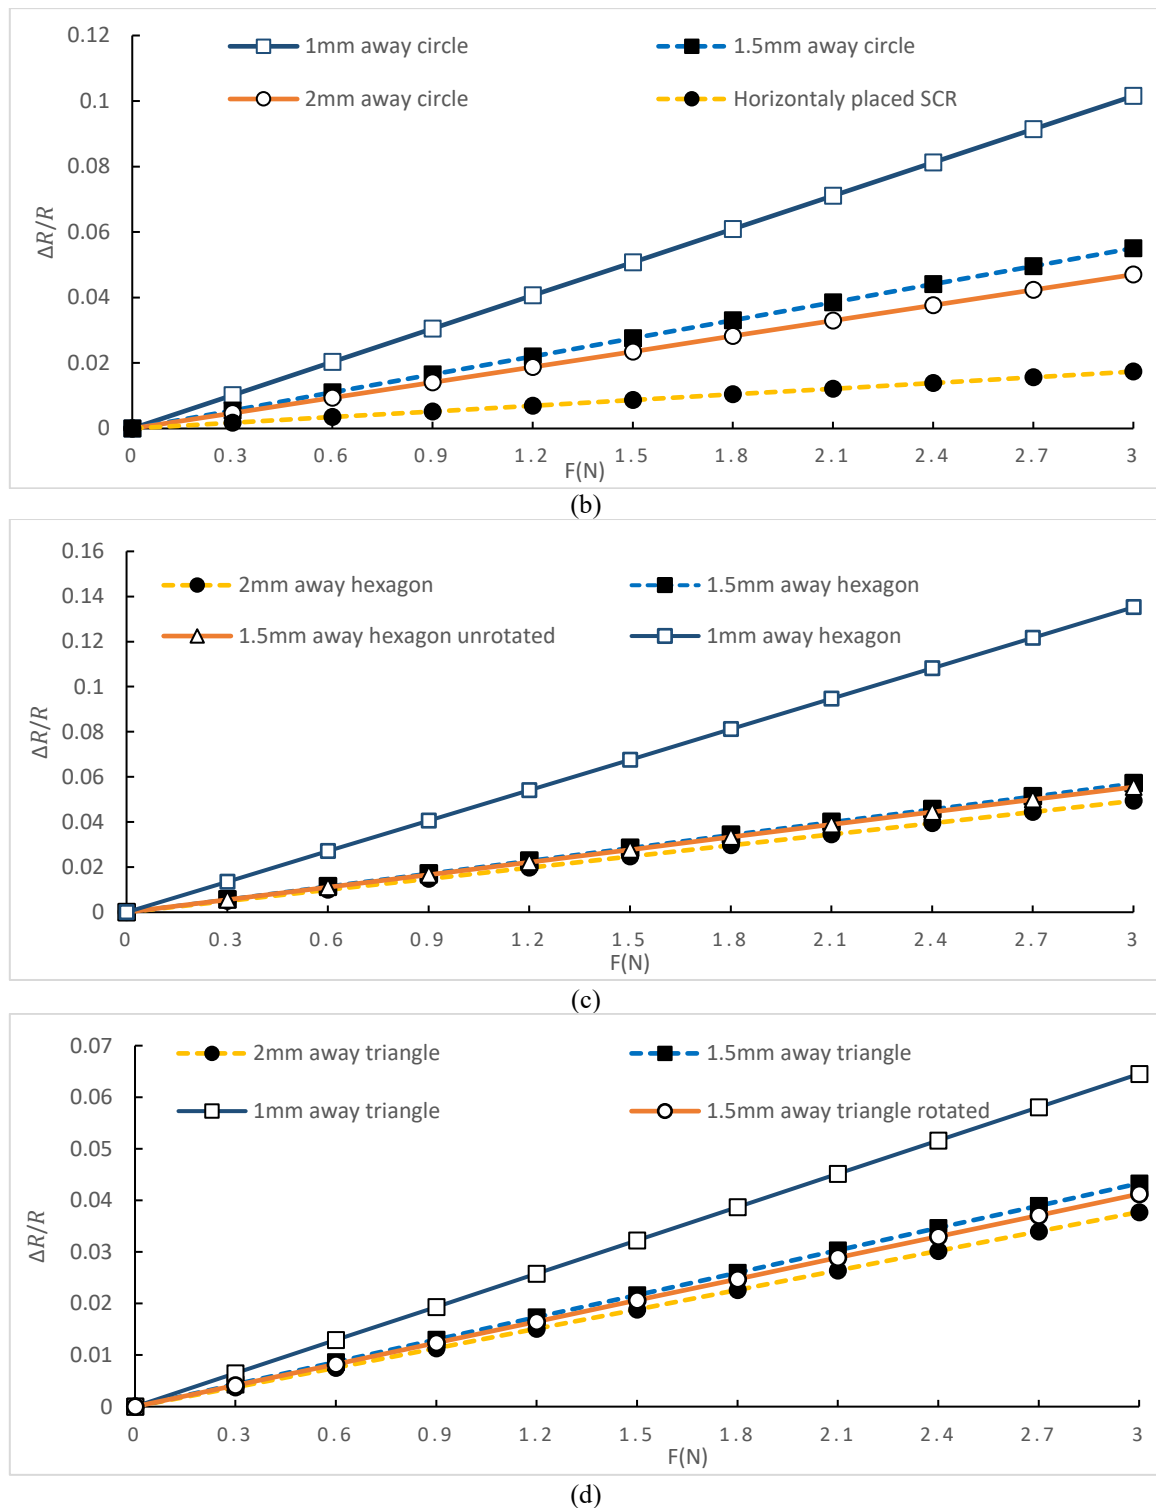 0.12
1mm away circle
1.5mm away circle
0.1
2mm away circle
Horizontaly placed SCR
0.08
0.06
0.04
0.02
0
ΔR/R
0 0.3 0.6 0.9 1.2 1.5 1.8 2.1 2.4 2.7 3
F(N)
(b)
0.16
2mm away hexagon
1.5mm away hexagon
0.14
1.5mm away hexagon unrotated
1mm away hexagon
0.12
0.1
0.08
0.06
0.04
0.02
0
ΔR/R
0 0.3 0.6 0.9 1.2 1.5 1.8 2.1 2.4 2.7 3
F(N)
(c)
0.07
2mm away triangle
1.5mm away triangle
0.06
1mm away triangle
1.5mm away triangle rotated
0.05
0.04
0.03
0.02
0.01
0
ΔR/R
0 0.3 0.6 0.9 1.2 1.5 1.8 2.1 2.4 2.7 3
F(N)
(d)